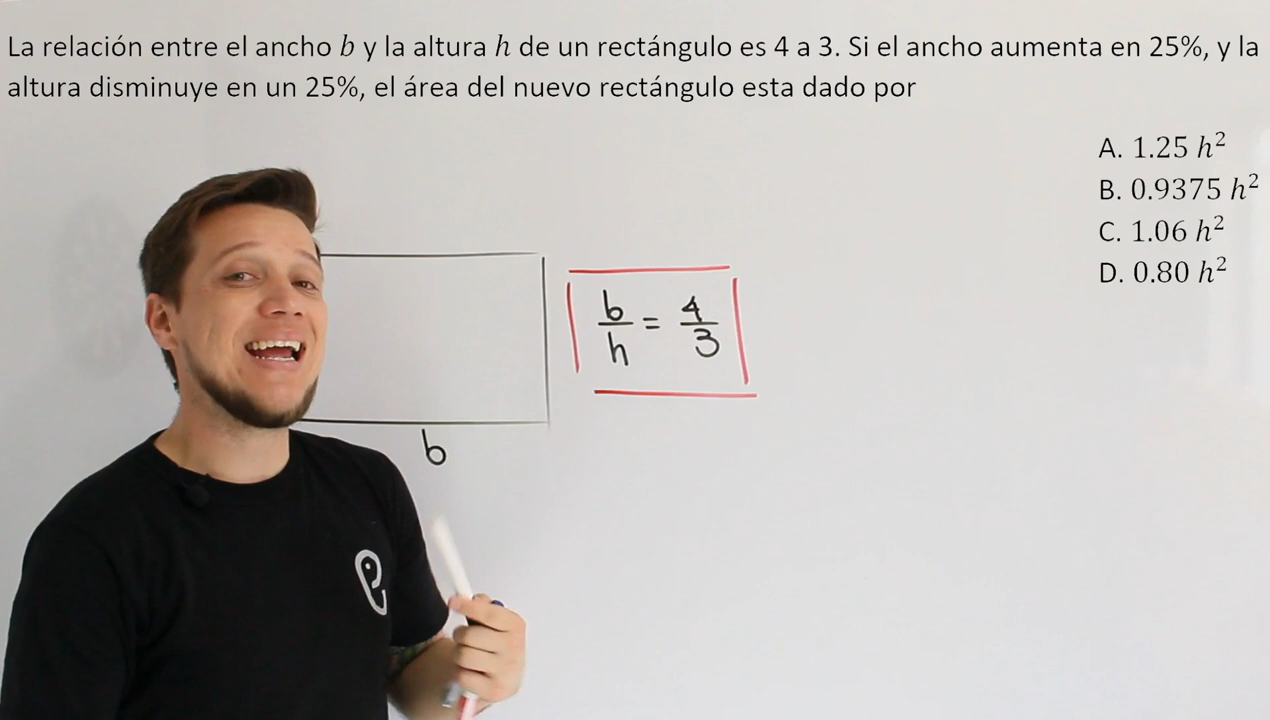 La relación entre el ancho b y la altura h de un rectángulo es 4 a 3. Si el ancho aumenta en 25%, y la
altura disminuye en un 25%, el área del nuevo rectángulo esta dado por
A. 1.25 h²
B. 0.9375 h²
C. 1.06 h²
D. 0.80 h²
b/h = 4/3
b